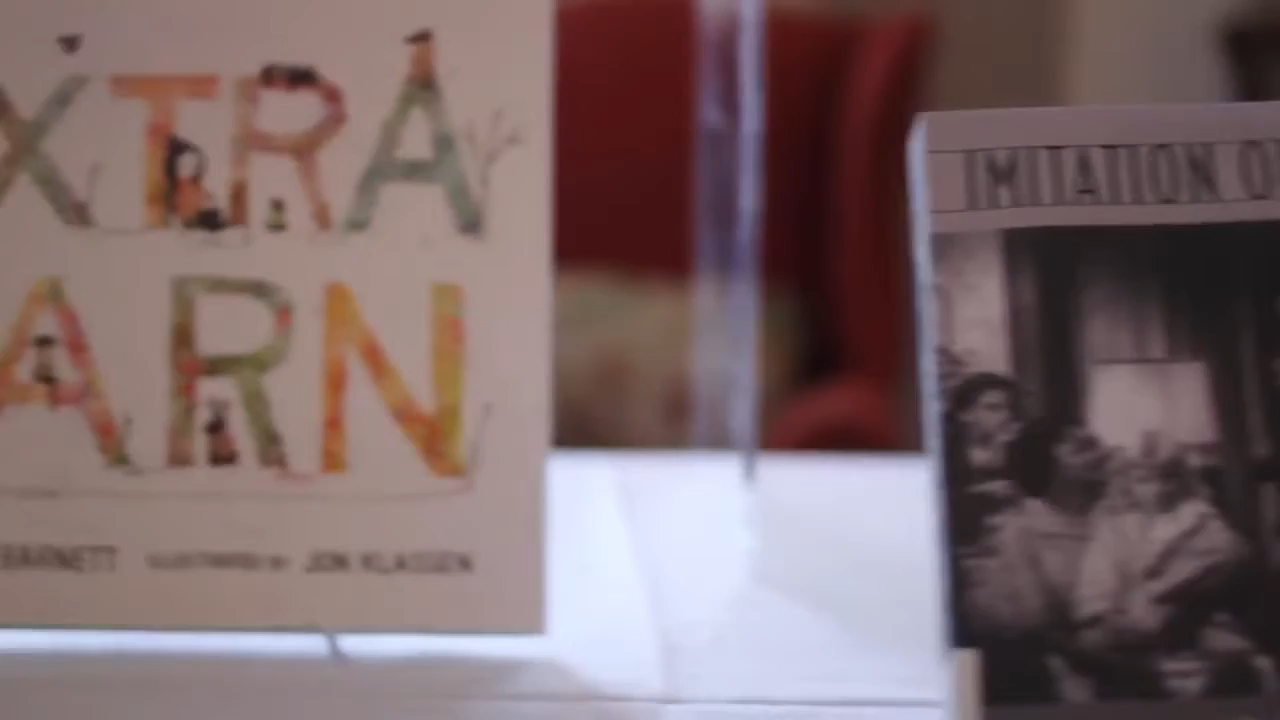 XTRA
ARN
BARNETT ILLUSTRATED BY JON KLASSEN
IMITATION O